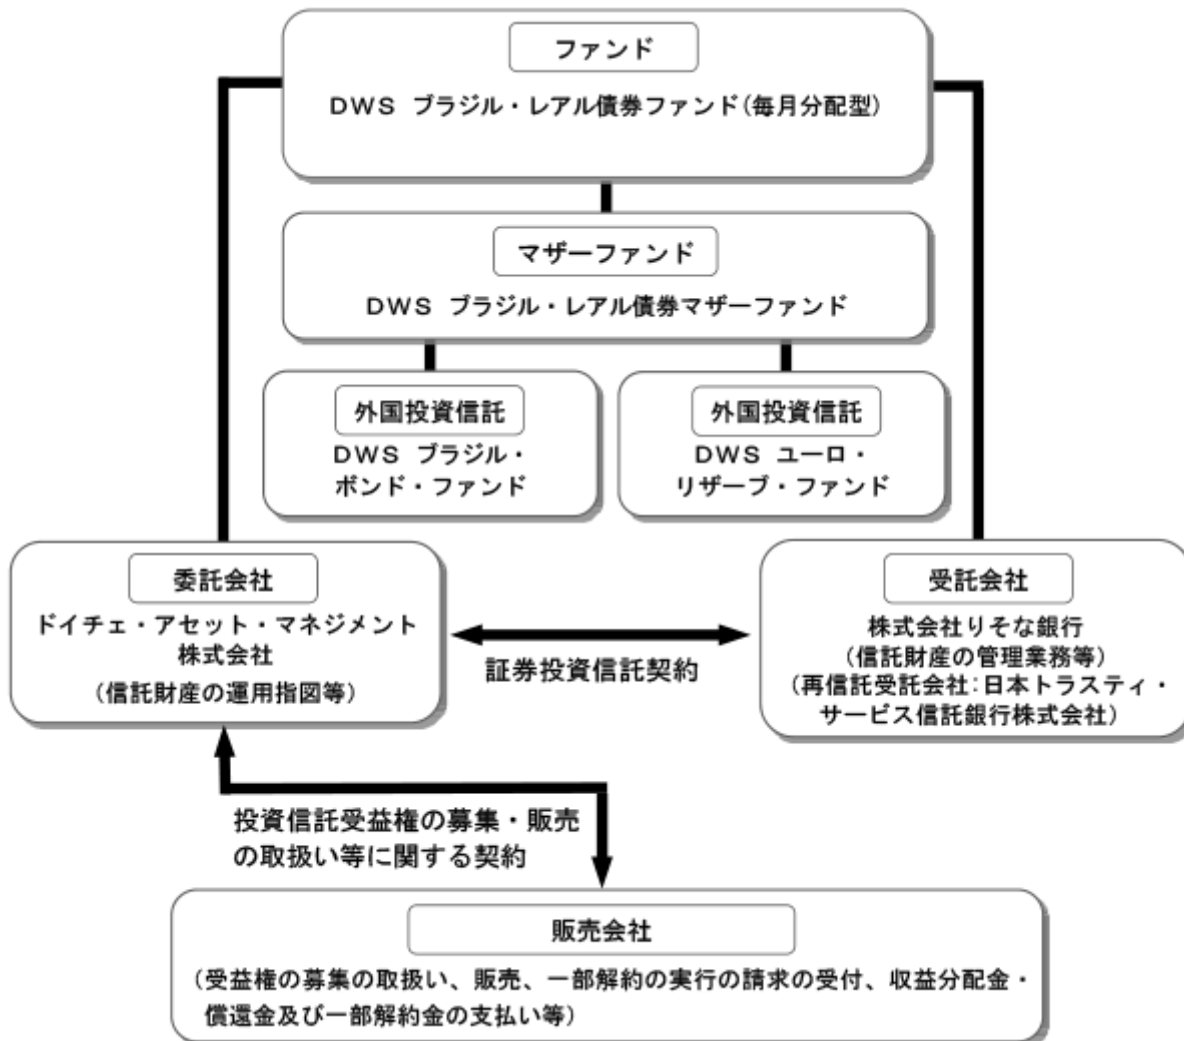 ファンド
DWS ブラジル・レアル債券ファンド(毎月分配型)
マザーファンド
DWS ブラジル・レアル債券マザーファンド
外国投資信託
DWS ブラジル・
ボンド・ファンド
外国投資信託
DWS ユーロ・
リザーブ・ファンド
委託会社
ドイチェ・アセット・マネジメント
株式会社
(信託財産の運用指図等)
証券投資信託契約
受託会社
株式会社りそな銀行
(信託財産の管理業務等)
(再信託受託会社:日本トラスティ・
サービス信託銀行株式会社)
投資信託受益権の募集・販売
の取扱い等に関する契約
販売会社
(受益権の募集の取扱い、販売、一部解約の実行の請求の受付、収益分配金・
償還金及び一部解約金の支払い等)